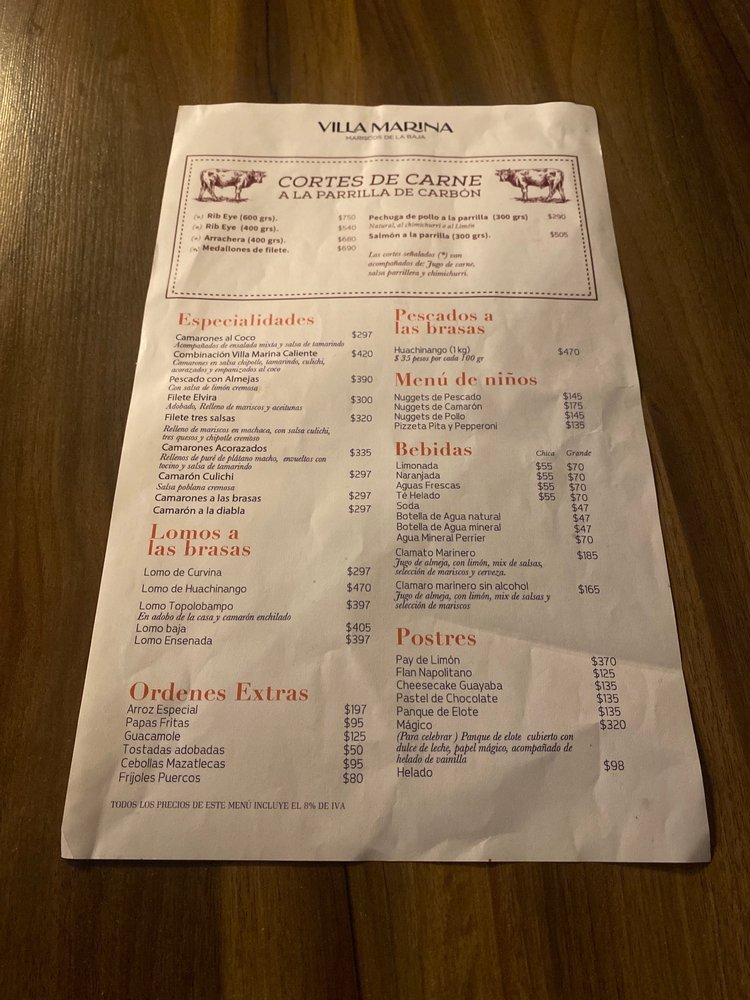 VILLA MARINA
MARISCOS DE LA BAJA
CORTES DE CARNE
A LA PARRILLA DE CARBÓN
(*) Rib Eye (600 grs). $750
(*) Rib Eye (400 grs). $540
(*) Arrachera (400 grs). $680
(*) Medallones de filete. $690
Pechuga de pollo a la parrilla (300 grs) $290
Natural, al chimichurri o al Limón
Salmón a la parrilla (300 grs). $505
Los cortes señalados (*) van
acompañados de: Jugo de carne,
salsa parrillera y chimichurri.
Especialidades
Camarones al Coco $297
Acompañados de ensalada mixta y salsa de tamarindo
Combinación Villa Marina Caliente $420
Camarones en salsa chipotle, tamarindo, culichi,
acorazados y empanizados al coco
Pescado con Almejas $390
Con salsa de limón cremosa
Filete Elvira $300
Adobado, Relleno de mariscos y aceitunas
Filete tres salsas $320
Relleno de mariscos en machaca, con salsa culichi,
tres quesos y chipotle cremoso
Camarones Acorazados $335
Rellenos de puré de plátano macho, envueltos con
tocino y salsa de tamarindo
Camarón Culichi $297
Salsa poblana cremosa
Camarones a las brasas $297
Camarón a la diabla $297
Lomos a
las brasas
Lomo de Curvina $297
Lomo de Huachinango $470
Lomo Topolobampo $397
En adobo de la casa y camarón enchilado
Lomo baja $405
Lomo Ensenada $397
Ordenes Extras
Arroz Especial $197
Papas Fritas $95
Guacamole $125
Tostadas adobadas $50
Cebollas Mazatlecas $95
Frijoles Puercos $80
TODOS LOS PRECIOS DE ESTE MENÚ INCLUYE EL 8% DE IVA
Pescados a
las brasas
Huachinango (1 kg) $470
$ 35 pesos por cada 100 gr
Menú de niños
Nuggets de Pescado $145
Nuggets de Camarón $175
Nuggets de Pollo $145
Pizzeta Pita y Pepperoni $135
Bebidas Chica Grande
Limonada $55 $70
Naranjada $55 $70
Aguas Frescas $55 $70
Té Helado $55 $70
Soda $47
Botella de Agua natural $47
Botella de Agua mineral $47
Agua Mineral Perrier $70
Clamato Marinero $185
Jugo de almeja, con limón, mix de salsas,
selección de mariscos y cerveza.
Clamaro marinero sin alcohol $165
Jugo de almeja, con limón, mix de salsas y
selección de mariscos
Postres
Pay de Limón $370
Flan Napolitano $125
Cheesecake Guayaba $135
Pastel de Chocolate $135
Panque de Elote $135
Mágico $320
(Para celebrar ) Panque de elote cubierto con
dulce de leche, papel mágico, acompañado de
helado de vainilla
Helado $98